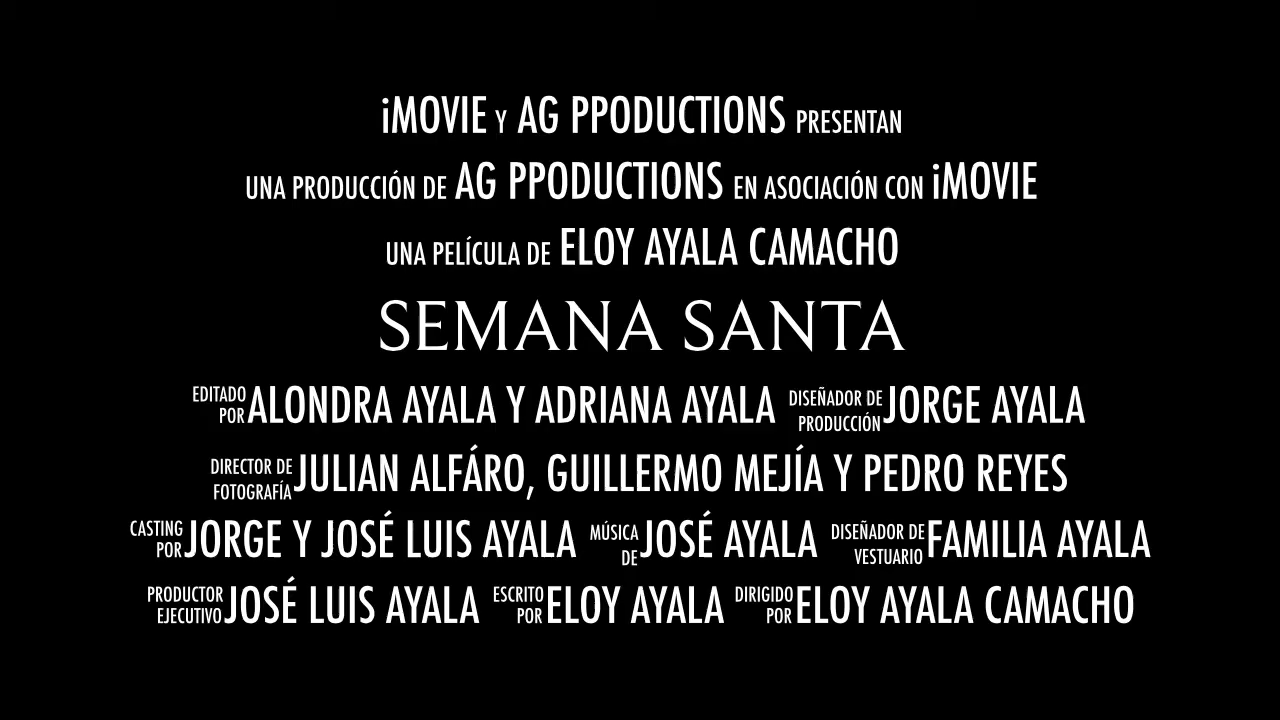 iMOVIE Y AG PPODUCTIONS PRESENTAN
UNA PRODUCCIÓN DE AG PPODUCTIONS EN ASOCIACIÓN CON iMOVIE
UNA PELÍCULA DE ELOY AYALA CAMACHO
SEMANA SANTA
EDITADO POR ALONDRA AYALA Y ADRIANA AYALA DISEÑADOR DE PRODUCCIÓN JORGE AYALA
DIRECTOR DE FOTOGRAFÍA JULIAN ALFÁRO, GUILLERMO MEJÍA Y PEDRO REYES
CASTING POR JORGE Y JOSÉ LUIS AYALA MÚSICA DE JOSÉ AYALA DISEÑADOR DE VESTUARIO FAMILIA AYALA
PRODUCTOR EJECUTIVO JOSÉ LUIS AYALA ESCRITO POR ELOY AYALA DIRIGIDO POR ELOY AYALA CAMACHO